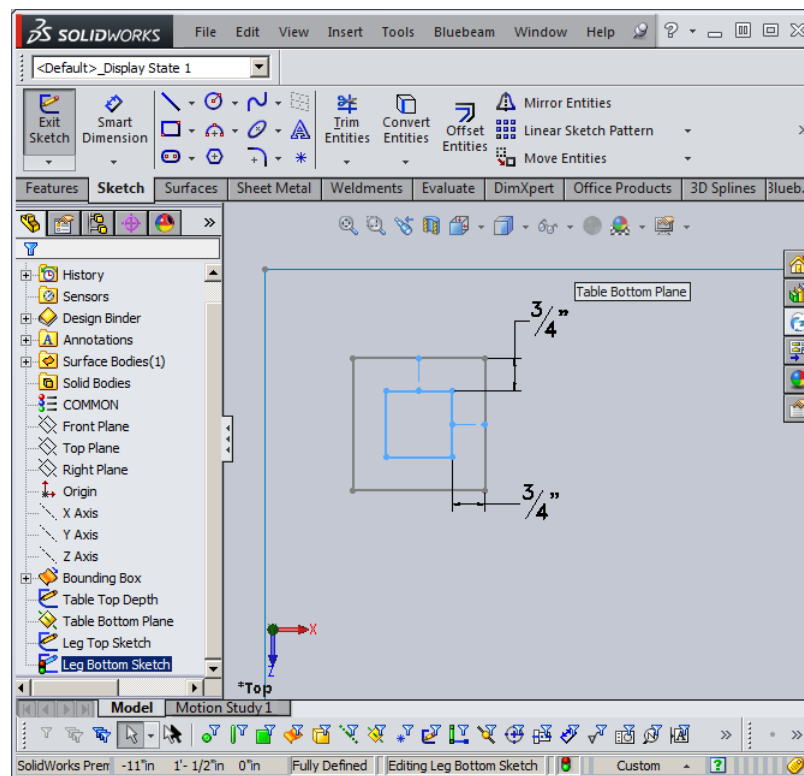 SOLIDWORKS File Edit View Insert Tools Bluebeam Window Help ?
<Default>_Display State 1
Exit Sketch
Smart Dimension
Trim Entities
Convert Entities
Offset Entities
Mirror Entities
Linear Sketch Pattern
Move Entities
Features Sketch Surfaces Sheet Metal Weldments Evaluate DimXpert Office Products 3D Splines Blueb.
History
Sensors
Design Binder
Annotations
Surface Bodies(1)
Solid Bodies
COMMON
Front Plane
Top Plane
Right Plane
Origin
X Axis
Y Axis
Z Axis
Bounding Box
Table Top Depth
Table Bottom Plane
Leg Top Sketch
Leg Bottom Sketch
Table Bottom Plane
3/4"
3/4"
X
Z
*Top
Model Motion Study 1
SolidWorks Prem -11"in 1'- 1/2"in 0"in Fully Defined Editing Leg Bottom Sketch Custom ?